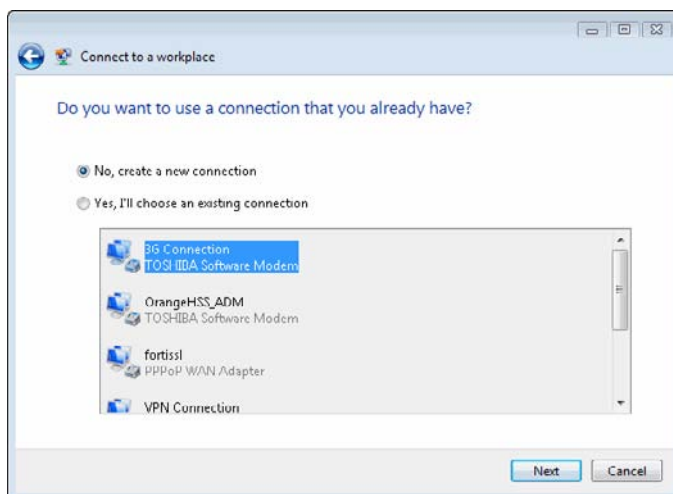 Connect to a workplace
Do you want to use a connection that you already have?
No, create a new connection
Yes, I'll choose an existing connection
3G Connection
TOSHIBA Software Modem
OrangeHSS_ADM
TOSHIBA Software Modem
fortissl
PPPoP WAN Adapter
VPN Connection
Next
Cancel